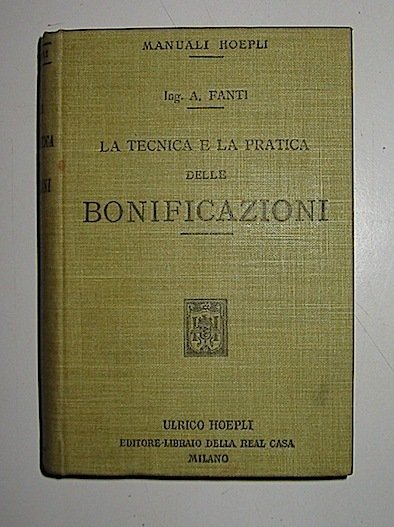 MANUALI HOEPLI
Ing. A. FANTI
LA TECNICA E LA PRATICA
DELLE
BONIFICAZIONI
ULRICO HOEPLI
EDITORE-LIBRAIO DELLA REAL CASA
MILANO